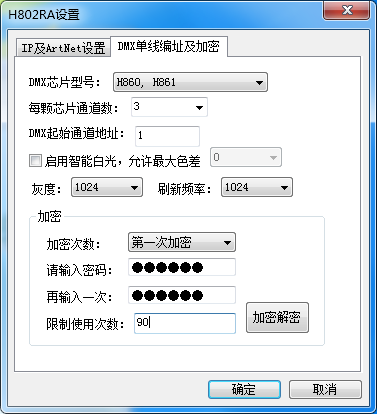 H802RA设置
IP及ArtNet设置 DMX单线编址及加密
DMX芯片型号: H860, H861
每颗芯片通道数: 3
DMX起始通道地址: 1
启用智能白光，允许最大色差 0
灰度: 1024 刷新频率: 1024
加密
加密次数: 第一次加密
请输入密码: ●●●●●●
再输入一次: ●●●●●●
限制使用次数: 90
加密解密
确定 取消